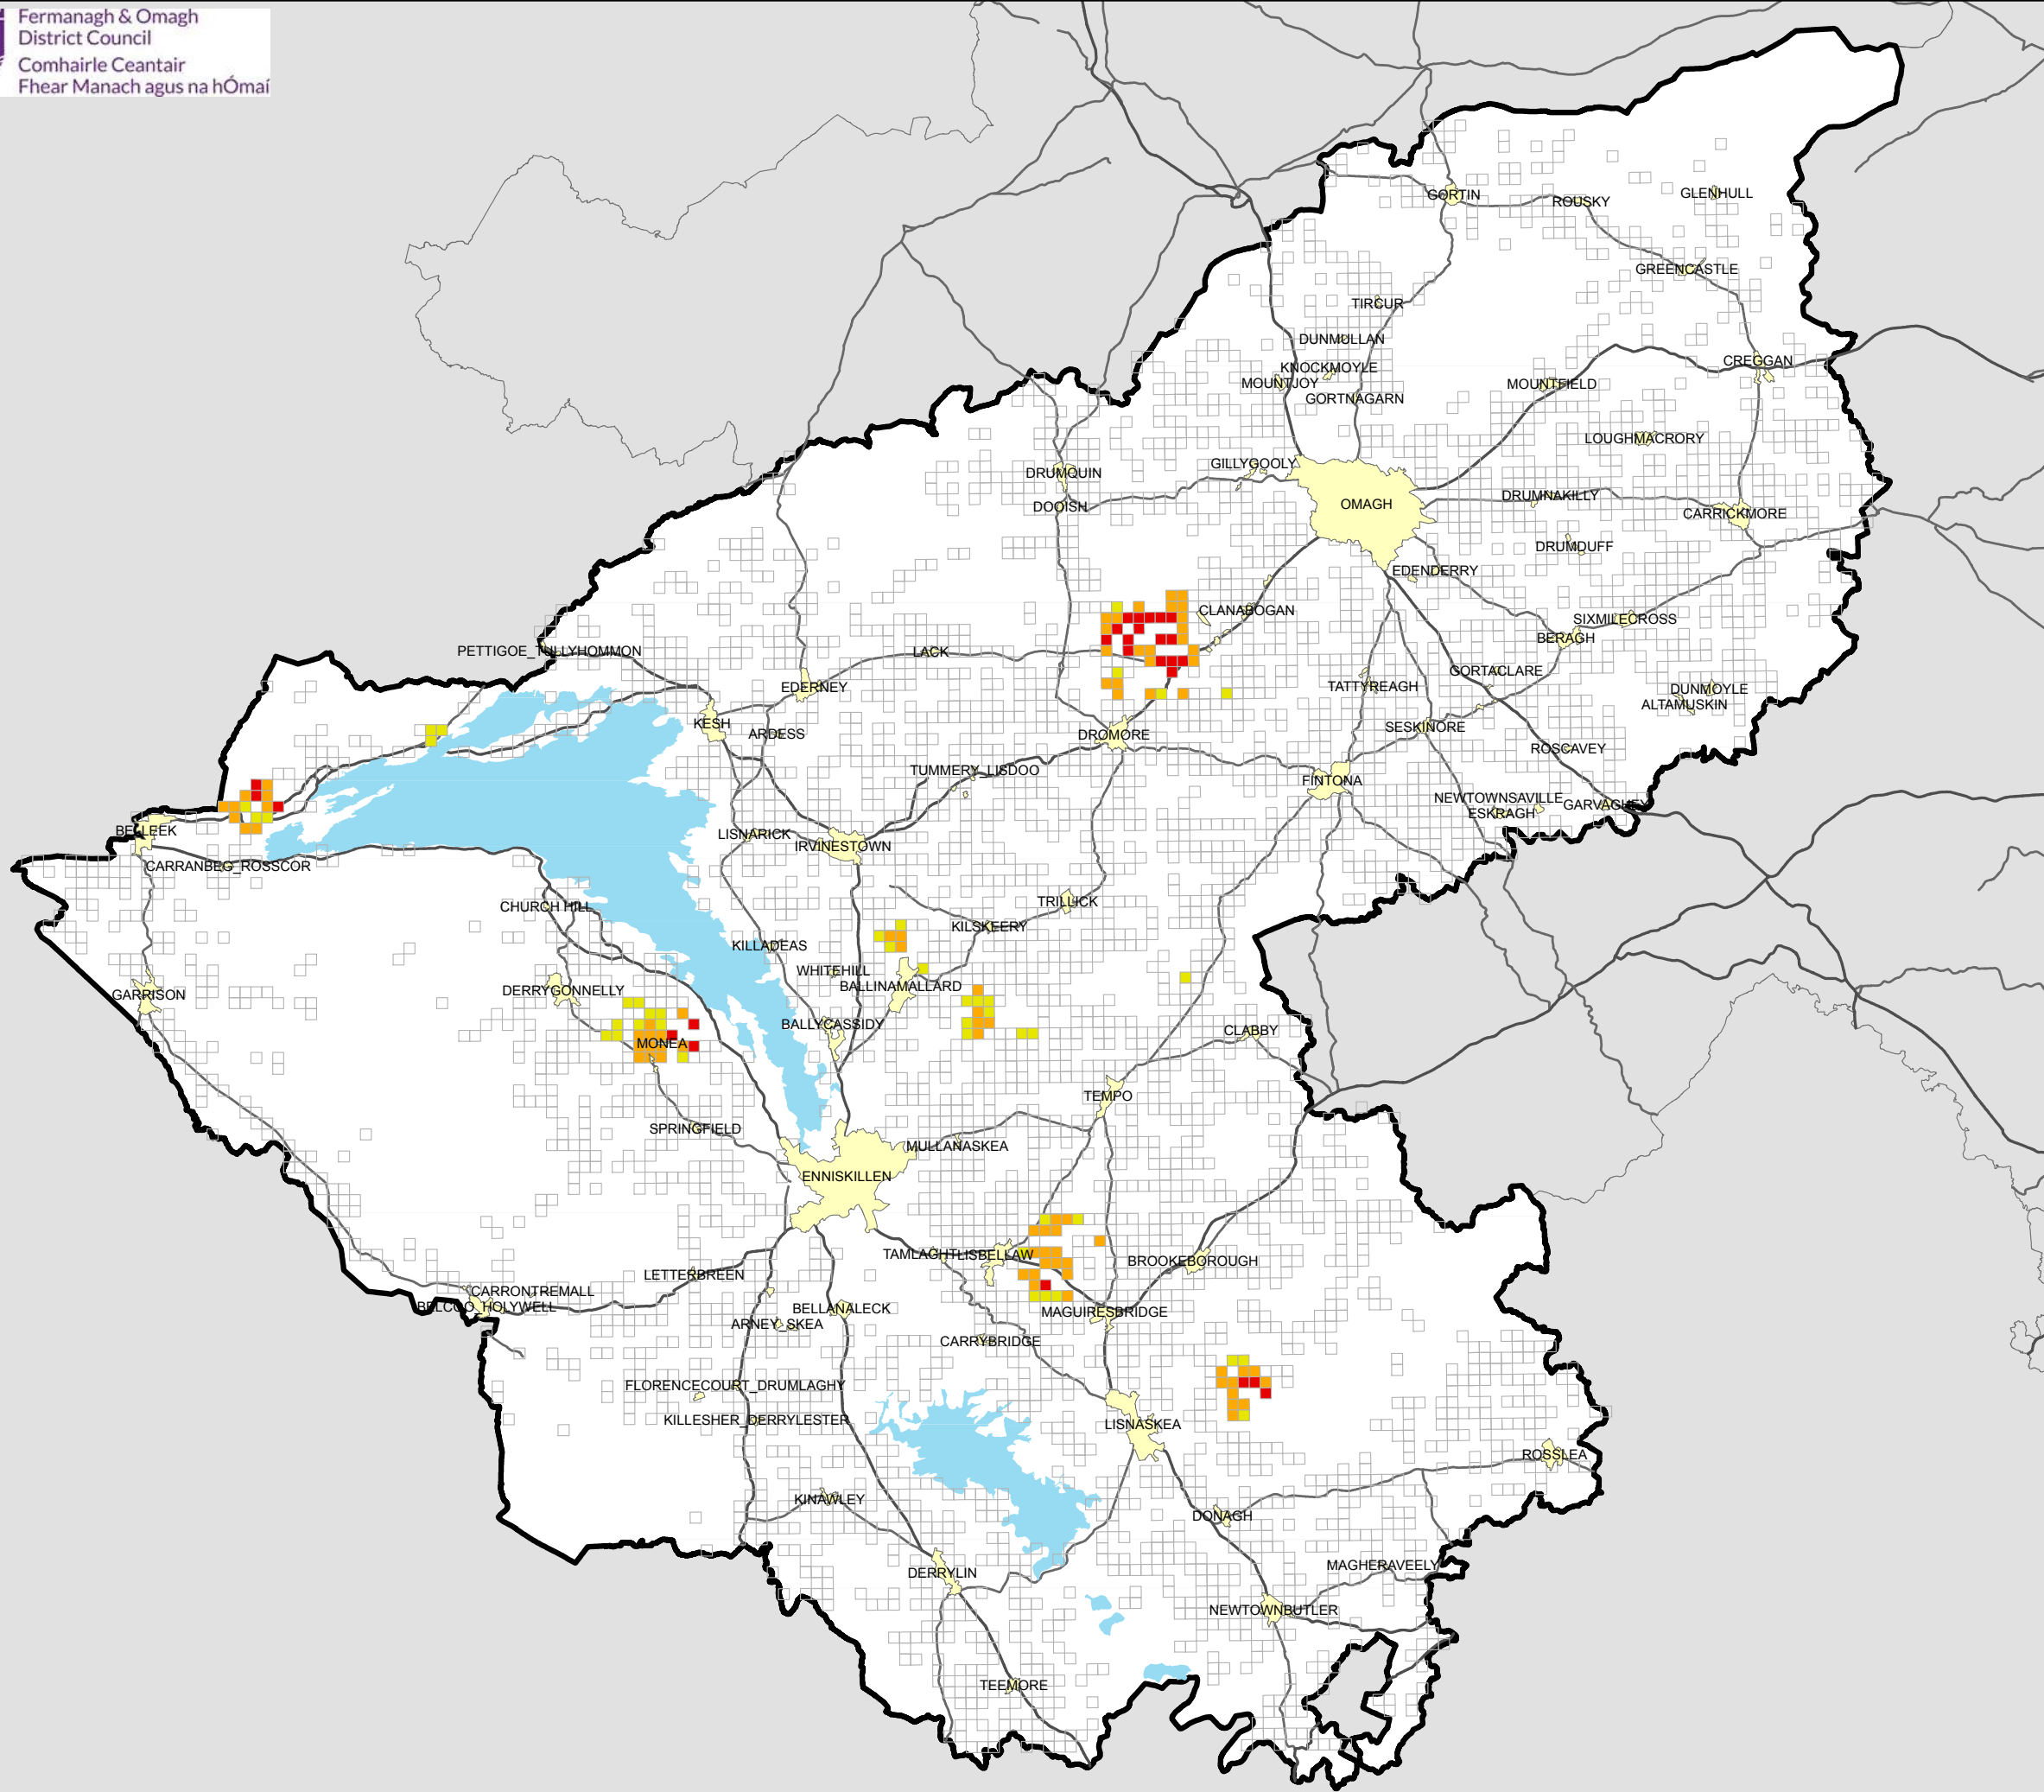 Fermanagh & Omagh
District Council
Comhairle Ceantair
Fhear Manach agus na hÓmaí
GORTIN
ROUSKY
GLENHULL
GREENCASTLE
TIRCUR
DUNMULLAN
CREGGAN
KNOCKMOYLE
MOUNTJOY
MOUNTFIELD
GORTNAGARN
LOUGHMACRORY
GILLYGOOLY
DRUMQUIN
DRUMNAKILLY
OMAGH
DOOISH
CARRICKMORE
DRUMDUFF
EDENDERRY
CLANABOGAN
SIXMILECROSS
BERAGH
PETTIGOE_TULLYHOMMON
LACK
GORTACLARE
EDERNEY
TATTYREAGH
DUNMOYLE
ALTAMUSKIN
KESH
SESKINORE
ARDESS
DROMORE
ROSCAVEY
TUMMERY_LISDOO
FINTONA
NEWTOWNSAVILLE
GARVAGHEY
ESKRAGH
BELLEEK
LISNARICK
IRVINESTOWN
CARRANBEG_ROSSCOR
TRILLICK
CHURCH HILL
KILSKEERY
KILLADEAS
WHITEHILL
BALLINAMALLARD
DERRYGONNELLY
GARRISON
BALLYCASSIDY
CLABBY
MONEA
TEMPO
SPRINGFIELD
MULLANASKEA
ENNISKILLEN
TAMLAGHT
LISBELLAW
BROOKEBOROUGH
LETTERBREEN
CARRONTREMALL
BELCOO_HOLYWELL
BELLANALECK
MAGUIRESBRIDGE
ARNEY_SKEA
CARRYBRIDGE
FLORENCECOURT_DRUMLAGHY
KILLESHER_DERRYLESTER
LISNASKEA
ROSSLEA
KINAWLEY
DONAGH
MAGHERAVEELY
DERRYLIN
NEWTOWNBUTLER
TEEMORE